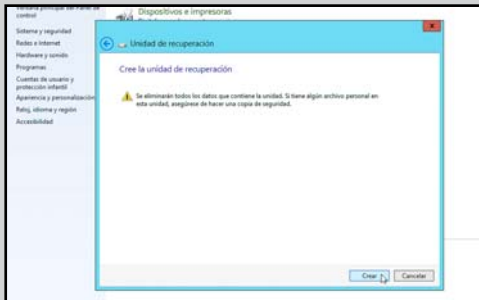 Ventana principal del Panel de
control
Sistema y seguridad
Redes e Internet
Hardware y sonido
Programas
Cuentas de usuario y
protección infantil
Apariencia y personalización
Reloj, idioma y región
Accesibilidad
Dispositivos e impresoras
Unidad de recuperación
Cree la unidad de recuperación
Se eliminarán todos los datos que contiene la unidad. Si tiene algún archivo personal en
esta unidad, asegúrese de hacer una copia de seguridad.
Crear
Cancelar